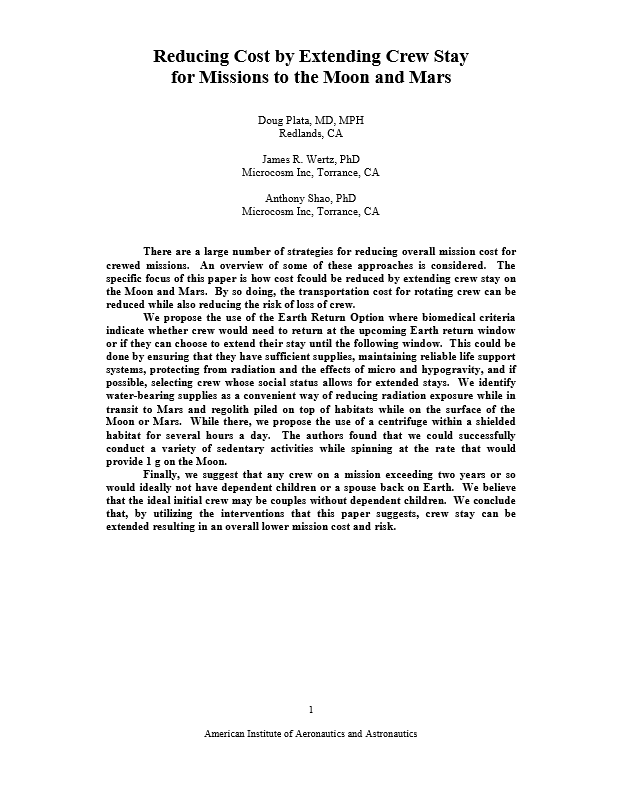 Reducing Cost by Extending Crew Stay
for Missions to the Moon and Mars
Doug Plata, MD, MPH
Redlands, CA
James R. Wertz, PhD
Microcosm Inc, Torrance, CA
Anthony Shao, PhD
Microcosm Inc, Torrance, CA
There are a large number of strategies for reducing overall mission cost for
crewed missions. An overview of some of these approaches is considered. The
specific focus of this paper is how cost fcould be reduced by extending crew stay on
the Moon and Mars. By so doing, the transportation cost for rotating crew can be
reduced while also reducing the risk of loss of crew.
We propose the use of the Earth Return Option where biomedical criteria
indicate whether crew would need to return at the upcoming Earth return window
or if they can choose to extend their stay until the following window. This could be
done by ensuring that they have sufficient supplies, maintaining reliable life support
systems, protecting from radiation and the effects of micro and hypogravity, and if
possible, selecting crew whose social status allows for extended stays. We identify
water-bearing supplies as a convenient way of reducing radiation exposure while in
transit to Mars and regolith piled on top of habitats while on the surface of the
Moon or Mars. While there, we propose the use of a centrifuge within a shielded
habitat for several hours a day. The authors found that we could successfully
conduct a variety of sedentary activities while spinning at the rate that would
provide 1 g on the Moon.
Finally, we suggest that any crew on a mission exceeding two years or so
would ideally not have dependent children or a spouse back on Earth. We believe
that the ideal initial crew may be couples without dependent children. We conclude
that, by utilizing the interventions that this paper suggests, crew stay can be
extended resulting in an overall lower mission cost and risk.
1
American Institute of Aeronautics and Astronautics